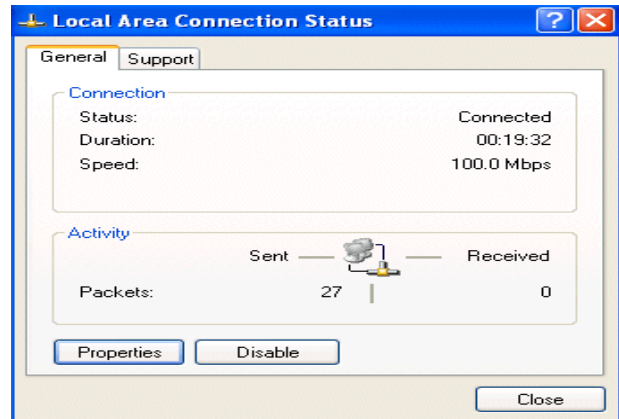 Local Area Connection Status
General Support
Connection
Status: Connected
Duration: 00:19:32
Speed: 100.0 Mbps
Activity
Sent Received
Packets: 27 0
Properties Disable
Close